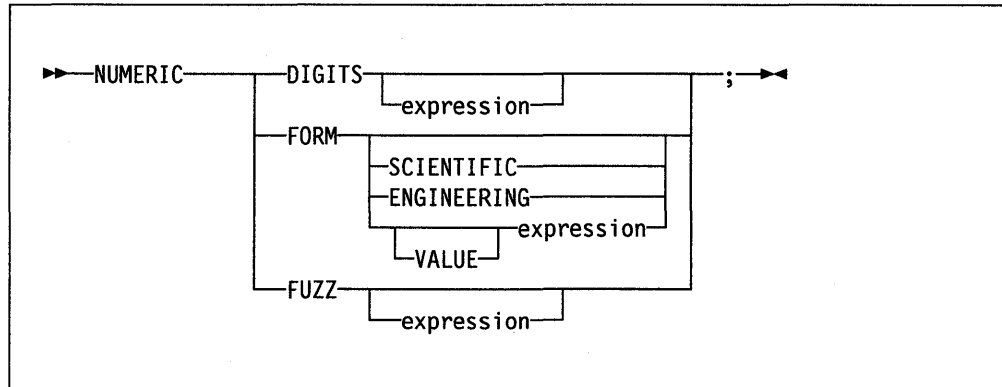 NUMERIC DIGITS ;
expression
FORM
SCIENTIFIC
ENGINEERING
expression
VALUE
FUZZ
expression